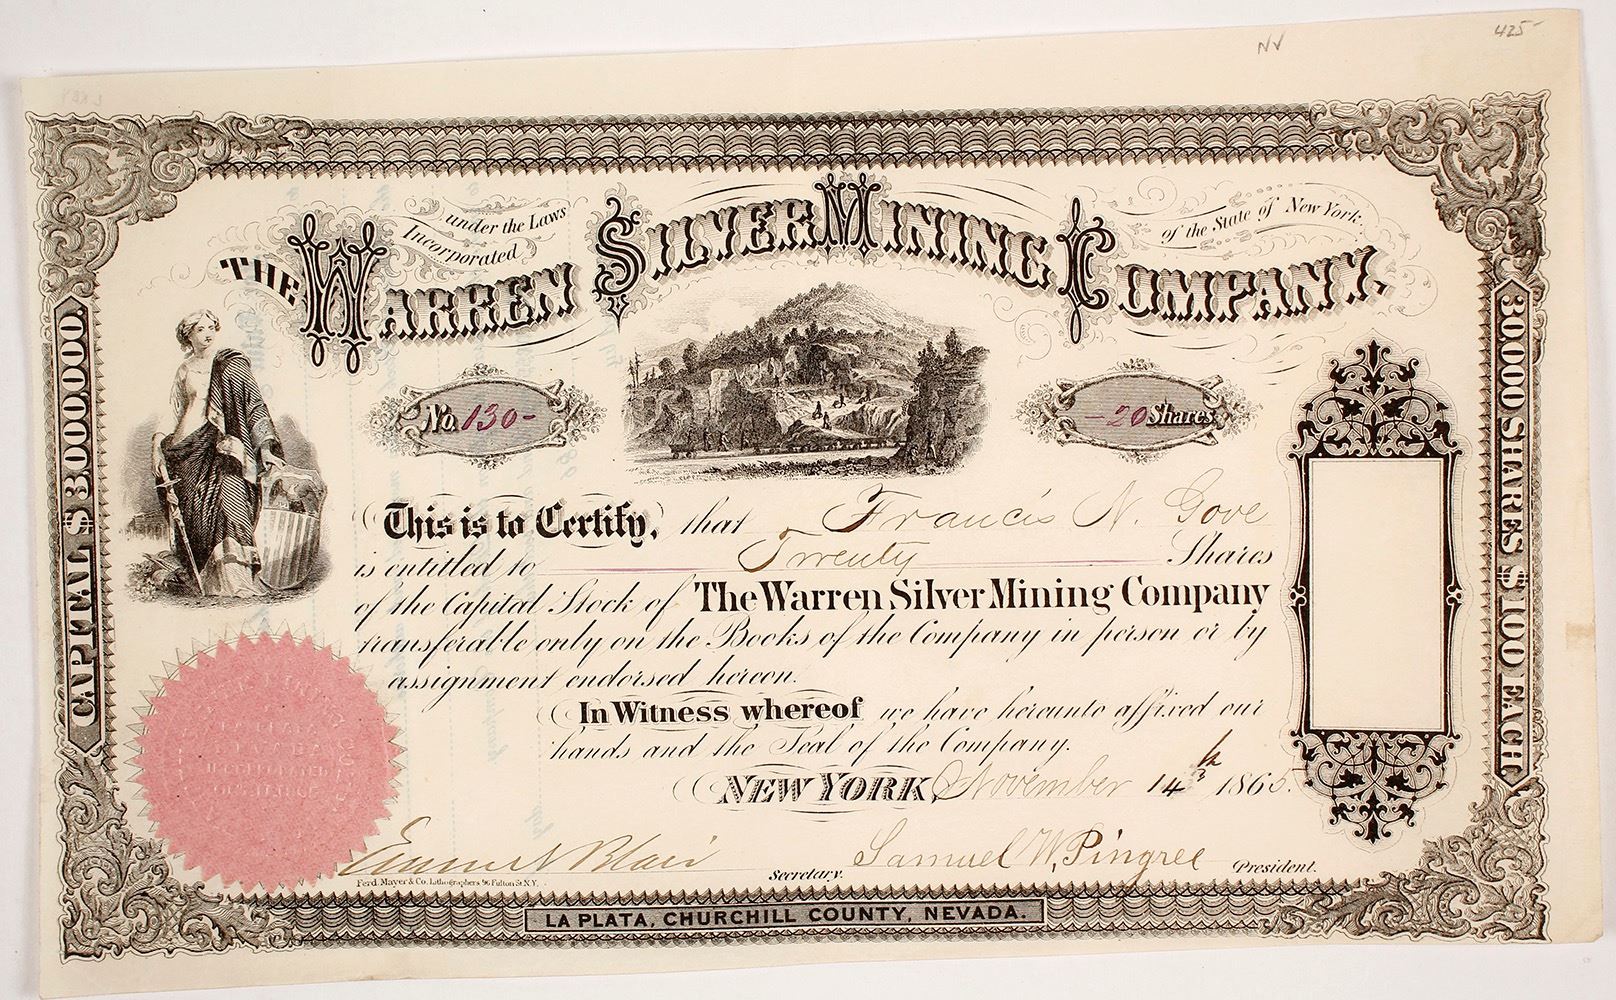 NV
425-
under the Laws
Incorporated
of the State of New York
THE WARREN SILVER MINING COMPANY.
No. 130-
-20 Shares
CAPITAL $3.000.000.
30.000 SHARES $100 EACH
This is to Certify, that Francis N. Gove
is entitled to Twenty Shares
of the Capital Stock of The Warren Silver Mining Company
transferable only on the Books of the Company in person or by
assignment endorsed hereon.
In Witness whereof we have hereunto affixed our
hands and the Seal of the Company.
NEW YORK, November 14th 1865.
Blair Secretary. Samuel W. Pingree President.
Ferd. Mayer & Co. Lithographers 96 Fulton St. N.Y.
LA PLATA, CHURCHILL COUNTY, NEVADA.